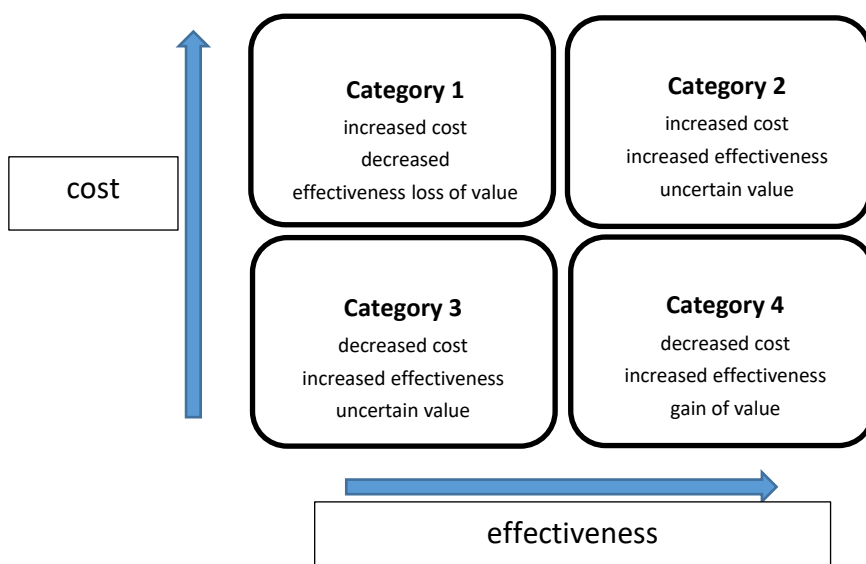 cost
Category 1
increased cost
decreased
effectiveness loss of value
Category 2
increased cost
increased effectiveness
uncertain value
Category 3
decreased cost
increased effectiveness
uncertain value
Category 4
decreased cost
increased effectiveness
gain of value
effectiveness